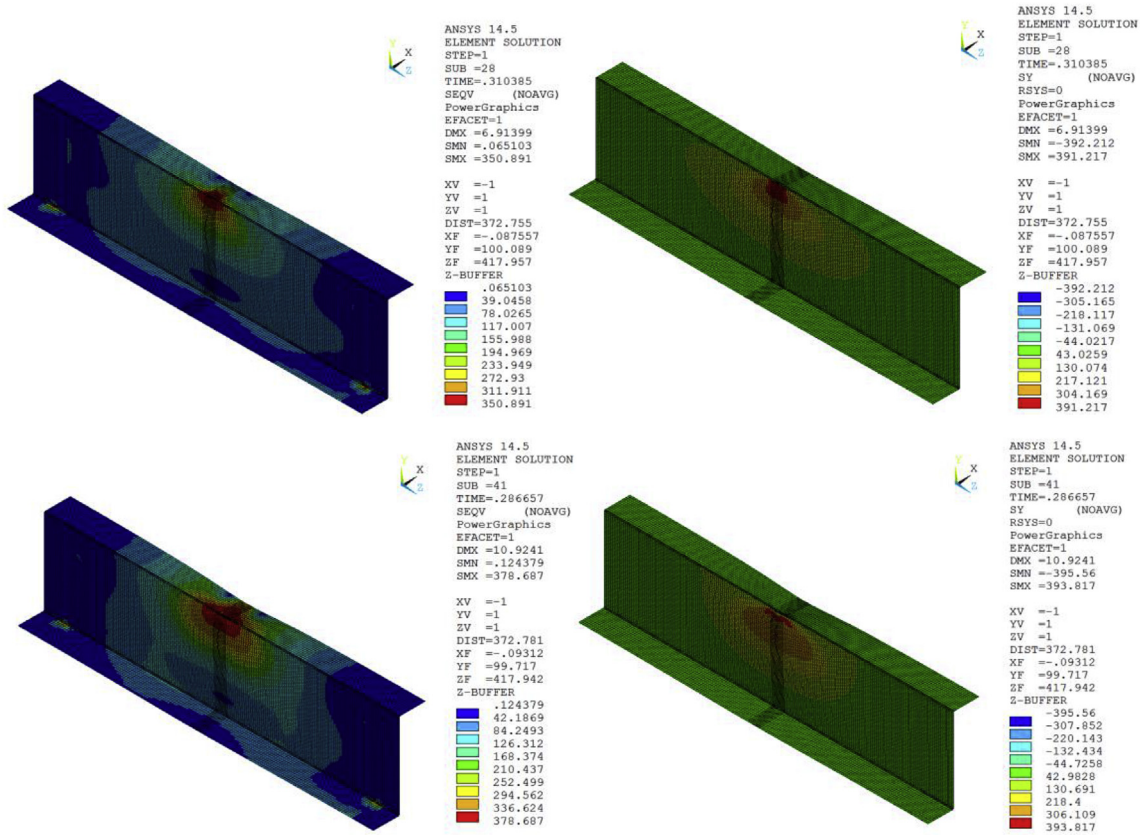 ANSYS 14.5
ELEMENT SOLUTION
STEP=1
SUB =28
TIME=.310385
SEQV (NOAVG)
PowerGraphics
EFACET=1
DMX =6.91399
SMN =.065103
SMX =350.891
XV =-1
YV =1
ZV =1
DIST=372.755
XF =-.087557
YF =100.089
ZF =417.957
Z-BUFFER
.065103
39.0458
78.0265
117.007
155.988
194.969
233.949
272.93
311.911
350.891
Y
X
Z
ANSYS 14.5
ELEMENT SOLUTION
STEP=1
SUB =28
TIME=.310385
SY (NOAVG)
RSYS=0
PowerGraphics
EFACET=1
DMX =6.91399
SMN =-392.212
SMX =391.217
XV =-1
YV =1
ZV =1
DIST=372.755
XF =-.087557
YF =100.089
ZF =417.957
Z-BUFFER
-392.212
-305.165
-218.117
-131.069
-44.0217
43.0259
130.074
217.121
304.169
391.217
Y
X
Z
ANSYS 14.5
ELEMENT SOLUTION
STEP=1
SUB =41
TIME=.286657
SEQV (NOAVG)
PowerGraphics
EFACET=1
DMX =10.9241
SMN =.124379
SMX =378.687
XV =-1
YV =1
ZV =1
DIST=372.781
XF =-.09312
YF =99.717
ZF =417.942
Z-BUFFER
.124379
42.1869
84.2493
126.312
168.374
210.437
252.499
294.562
336.624
378.687
Y
X
Z
ANSYS 14.5
ELEMENT SOLUTION
STEP=1
SUB =41
TIME=.286657
SY (NOAVG)
RSYS=0
PowerGraphics
EFACET=1
DMX =10.9241
SMN =-395.56
SMX =393.817
XV =-1
YV =1
ZV =1
DIST=372.781
XF =-.09312
YF =99.717
ZF =417.942
Z-BUFFER
-395.56
-307.852
-220.143
-132.434
-44.7258
42.9828
130.691
218.4
306.109
393.817
Y
X
Z